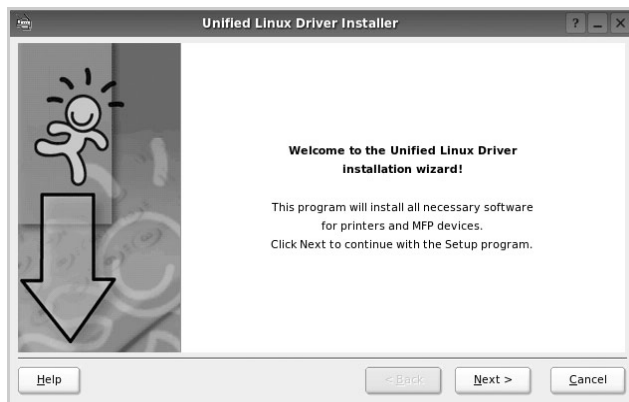 Unified Linux Driver Installer
Welcome to the Unified Linux Driver
installation wizard!
This program will install all necessary software
for printers and MFP devices.
Click Next to continue with the Setup program.
Help
< Back
Next >
Cancel